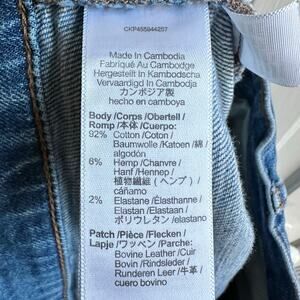 CKP455944257
Made In Cambodia
Fabriqué Au Cambodge
Hergestellt In Kambodscha
Vervaardigd In Cambodja
カンボジア製
hecho en camboya
Body /Corps /Oberteil /
Romp /本体 /Cuerpo:
92% Cotton /Coton /
Baumwolle /Katoen /綿 /
algodón
6% Hemp /Chanvre /
Hanf /Hennep /
植物繊維 (ヘンプ) /
cáñamo
2% Elastane /Élasthanne /
Elastan /Elastaan /
ポリウレタン /elastano
Patch /Pièce /Flecken /
Lapje /ワッペン /Parche:
Bovine Leather /Cuir
Bovin /Rindsleder /
Runderen Leer /牛革 /
cuero bovino